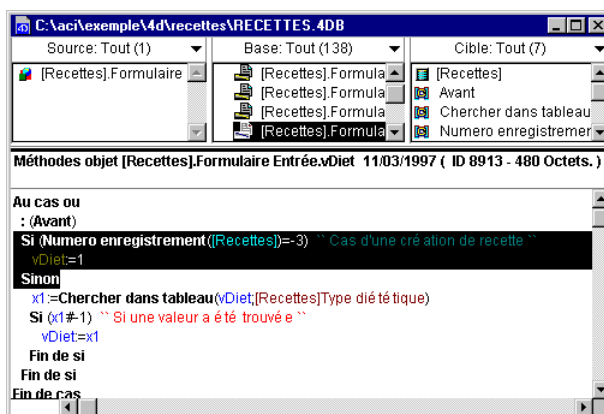 C:\aci\exemple\4d\recettes\RECETTES.4DB
Source: Tout (1)
Base: Tout (138)
Cible: Tout (7)
[Recettes].Formulaire
[Recettes].Formula
[Recettes].Formula
[Recettes].Formula
[Recettes].Formula
[Recettes]
Avant
Chercher dans tableau
Numero enregistremer
Méthodes objet [Recettes].Formulaire Entrée.vDiet 11/03/1997 ( ID 8913 - 480 Octets. )
Au cas ou
: (Avant)
Si (Numero enregistrement([Recettes])=-3) `` Cas d'une création de recette ``
vDiet:=1
Sinon
x1:=Chercher dans tableau(vDiet;[Recettes]Type diététique)
Si (x1#-1) `` Si une valeur a été trouvée ``
vDiet:=x1
Fin de si
Fin de si
Fin de cas